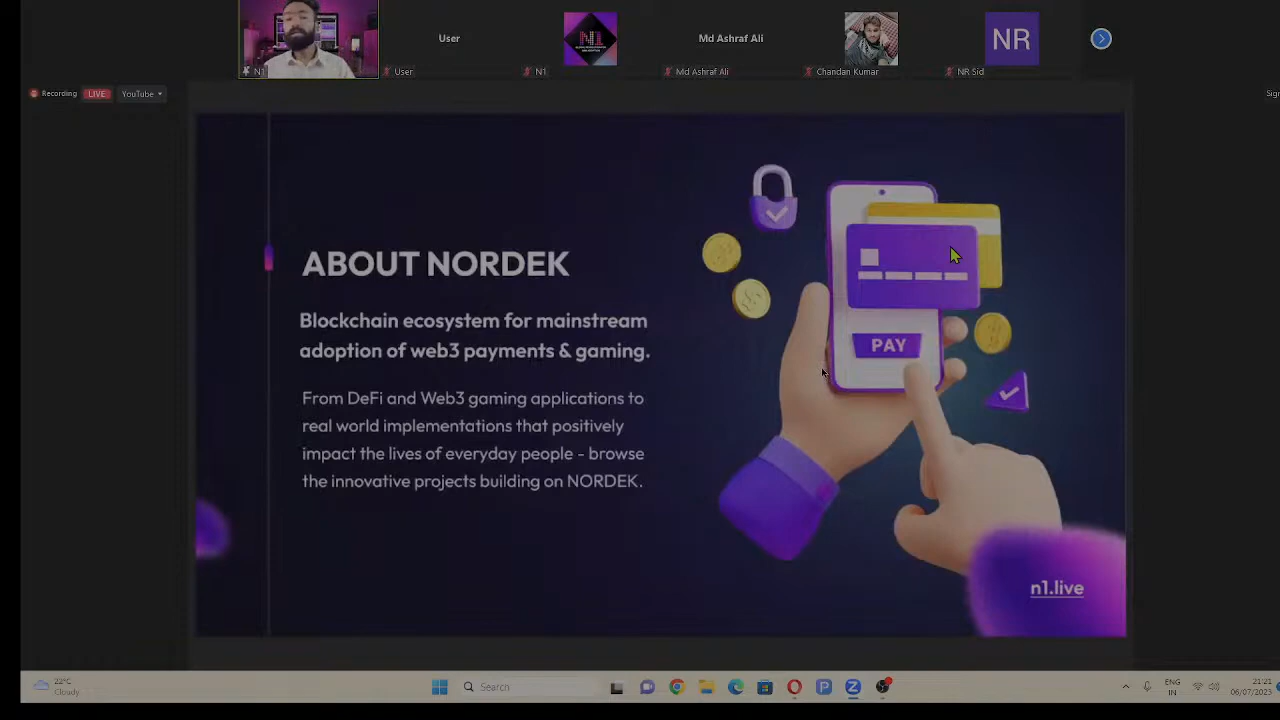 User
Md Ashraf Ali
NR
N1
User
N1
Md Ashraf Ali
Chandan Kumar
NR Sid
Recording
LIVE
YouTube
ABOUT NORDEK
Blockchain ecosystem for mainstream
adoption of web3 payments & gaming.
From DeFi and Web3 gaming applications to
real world implementations that positively
impact the lives of everyday people - browse
the innovative projects building on NORDEK.
PAY
n1.live
22°C
Cloudy
Search
ENG
IN
21:21
06/07/2023